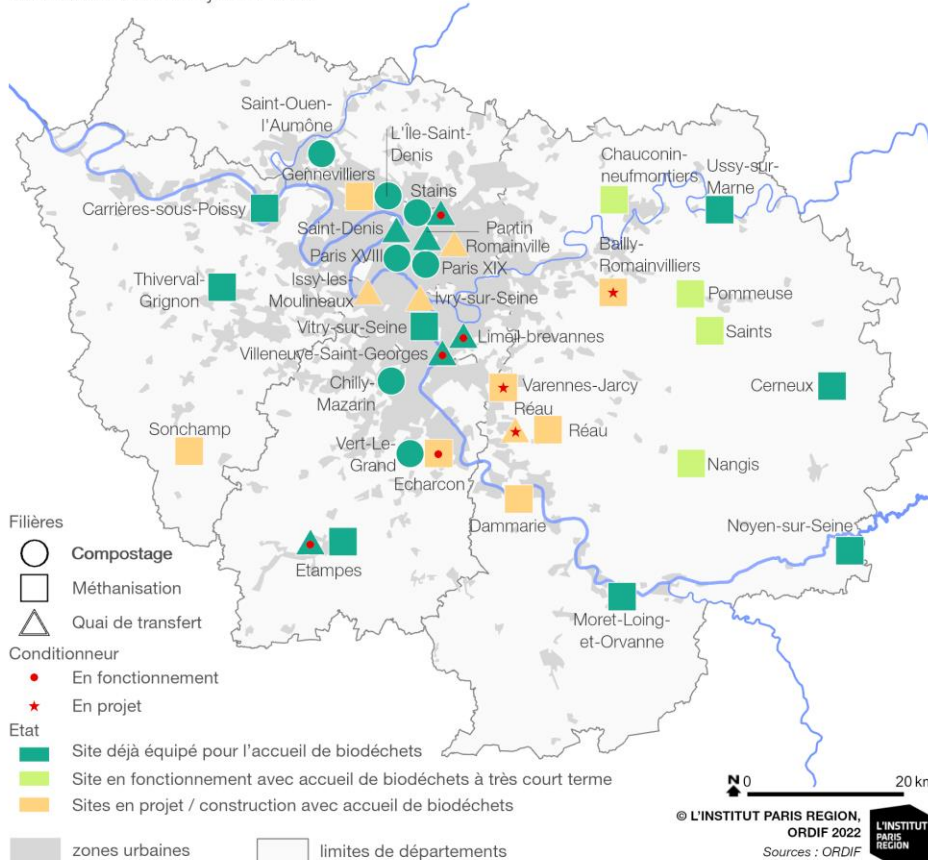 Saint-Ouen-
l'Aumône
L'Île-Saint-
Denis
Gennevilliers
Stains
Chauconin-
neufmontiers
Ussy-sur-
Marne
Carrières-sous-Poissy
Saint-Denis
Pantin
Romainville
Paris XVIII
Paris XIX
Bailly-
Romainvilliers
Thiverval-
Grignon
Issy-les-
Moulineaux
Ivry-sur-Seine
Pommeuse
Vitry-sur-Seine
Limeil-brevannes
Saints
Villeneuve-Saint-Georges
Chilly-
Mazarin
Varennes-Jarcy
Cerneux
Réau
Réau
Sonchamp
Vert-Le-
Grand
Echarcon
Nangis
Dammarie
Noyen-sur-Seine
Etampes
Moret-Loing-
et-Orvanne
Filières
Compostage
Méthanisation
Quai de transfert
Conditionneur
En fonctionnement
En projet
Etat
Site déjà équipé pour l'accueil de biodéchets
Site en fonctionnement avec accueil de biodéchets à très court terme
Sites en projet / construction avec accueil de biodéchets
zones urbaines
limites de départements
N 0 20 km
© L'INSTITUT PARIS REGION,
ORDIF 2022
Sources : ORDIF
L'INSTITUT
PARIS
REGION